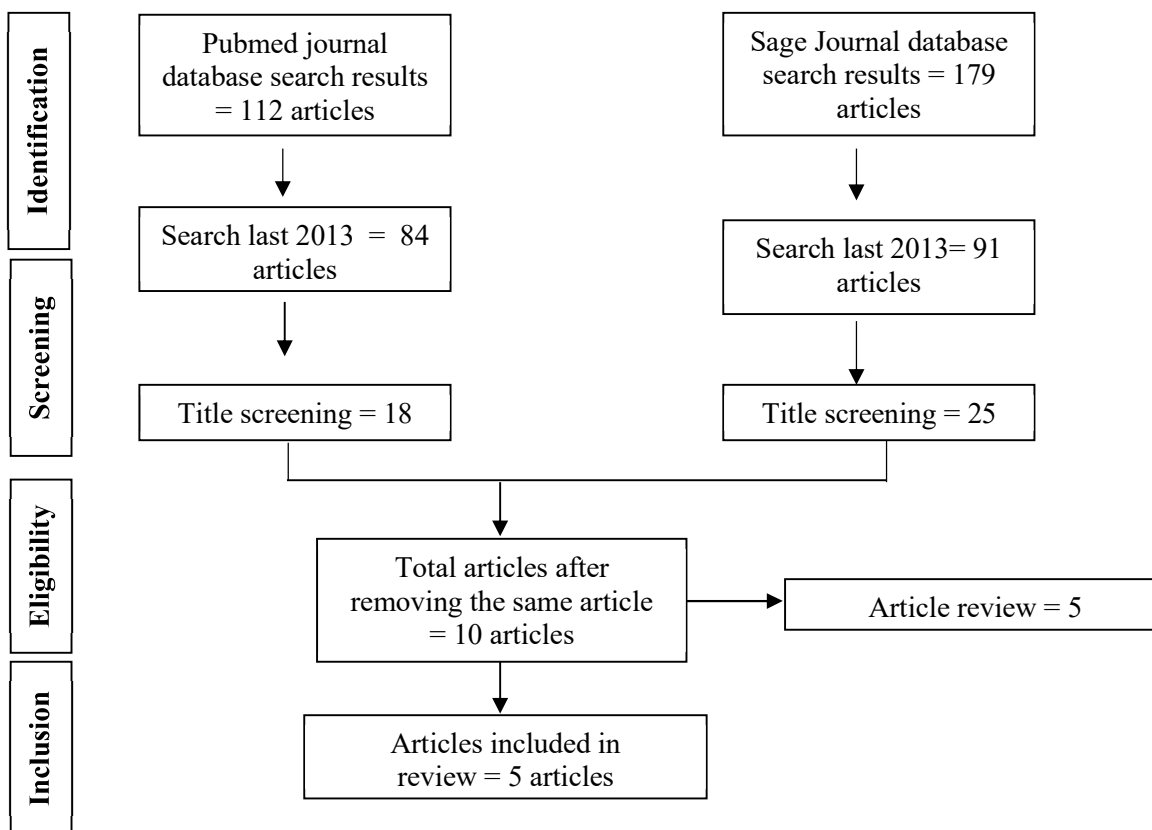 Identification
Pubmed journal
database search results
= 112 articles
Sage Journal database
search results = 179
articles
Search last 2013 = 84
articles
Search last 2013= 91
articles
Screening
Title screening = 18
Title screening = 25
Eligibility
Total articles after
removing the same article
= 10 articles
Article review = 5
Inclusion
Articles included in
review = 5 articles